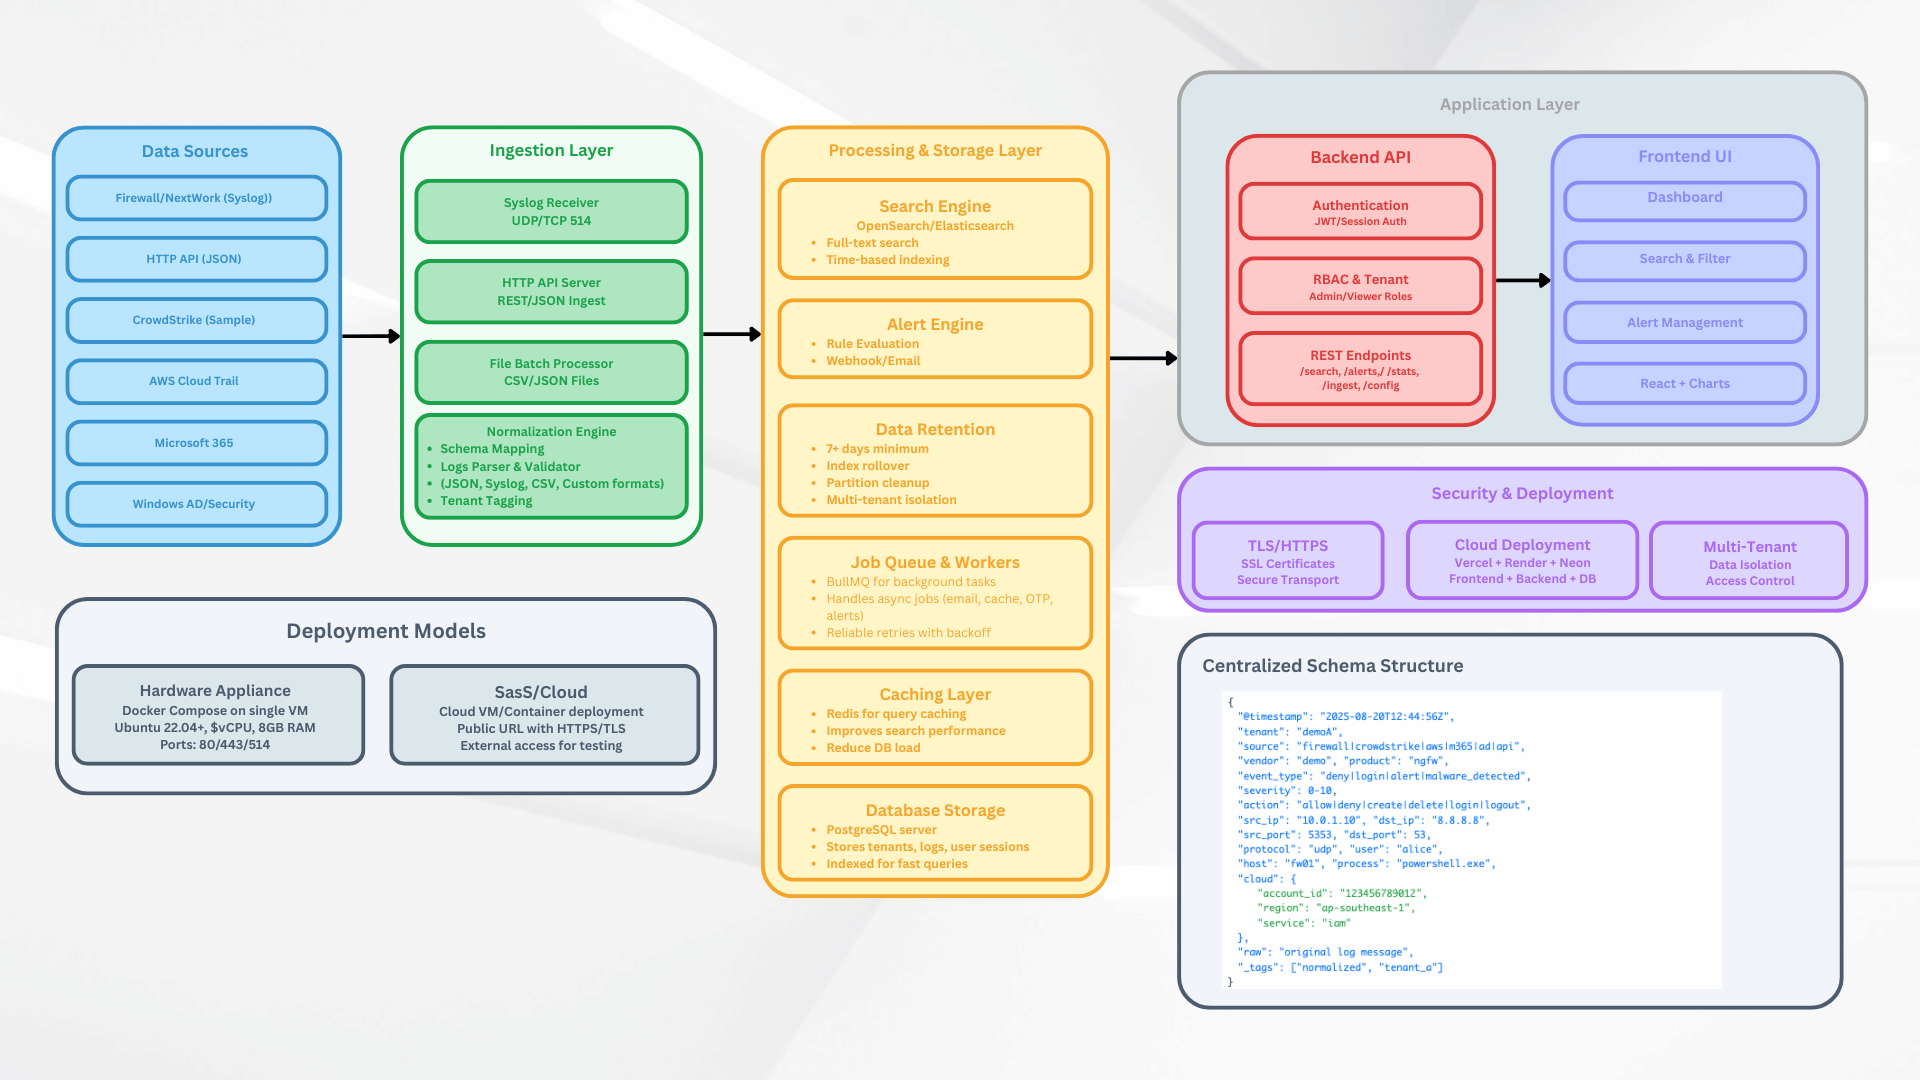 Data Sources
Firewall/NextWork (Syslog))
HTTP API (JSON)
CrowdStrike (Sample)
AWS Cloud Trail
Microsoft 365
Windows AD/Security
Ingestion Layer
Syslog Receiver
UDP/TCP 514
HTTP API Server
REST/JSON Ingest
File Batch Processor
CSV/JSON Files
Normalization Engine
• Schema Mapping
• Logs Parser & Validator
• (JSON, Syslog, CSV, Custom formats)
• Tenant Tagging
Processing & Storage Layer
Search Engine
OpenSearch/Elasticsearch
• Full-text search
• Time-based indexing
Alert Engine
• Rule Evaluation
• Webhook/Email
Data Retention
• 7+ days minimum
• Index rollover
• Partition cleanup
• Multi-tenant isolation
Job Queue & Workers
• BullMQ for background tasks
• Handles async jobs (email, cache, OTP,
alerts)
• Reliable retries with backoff
Caching Layer
• Redis for query caching
• Improves search performance
• Reduce DB load
Database Storage
• PostgreSQL server
• Stores tenants, logs, user sessions
• Indexed for fast queries
Application Layer
Backend API
Authentication
JWT/Session Auth
RBAC & Tenant
Admin/Viewer Roles
REST Endpoints
/search, /alerts,/ /stats,
/ingest, /config
Frontend UI
Dashboard
Search & Filter
Alert Management
React + Charts
Security & Deployment
TLS/HTTPS
SSL Certificates
Secure Transport
Cloud Deployment
Vercel + Render + Neon
Frontend + Backend + DB
Multi-Tenant
Data Isolation
Access Control
Deployment Models
Hardware Appliance
Docker Compose on single VM
Ubuntu 22.04+, $vCPU, 8GB RAM
Ports: 80/443/514
SasS/Cloud
Cloud VM/Container deployment
Public URL with HTTPS/TLS
External access for testing
Centralized Schema Structure
{
"@timestamp": "2025-08-20T12:44:56Z",
"tenant": "demoA",
"source": "firewall|crowdstrike|aws|m365|ad|api",
"vendor": "demo", "product": "ngfw",
"event_type": "deny|login|alert|malware_detected",
"severity": 0-10,
"action": "allow|deny|create|delete|login|logout",
"src_ip": "10.0.1.10", "dst_ip": "8.8.8.8",
"src_port": 5353, "dst_port": 53,
"protocol": "udp", "user": "alice",
"host": "fw01", "process": "powershell.exe",
"cloud": {
"account_id": "123456789012",
"region": "ap-southeast-1",
"service": "iam"
},
"raw": "original log message",
"_tags": ["normalized", "tenant_a"]
}